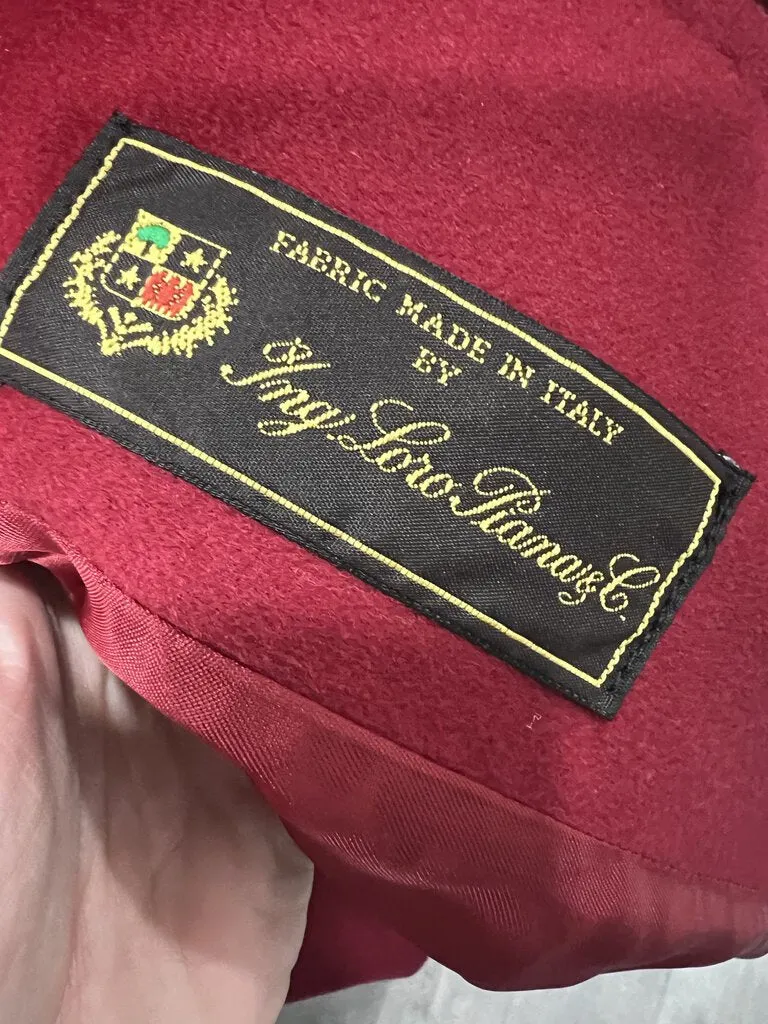 FABRIC MADE IN ITALY
BY
Ing. Loro Piana & C.